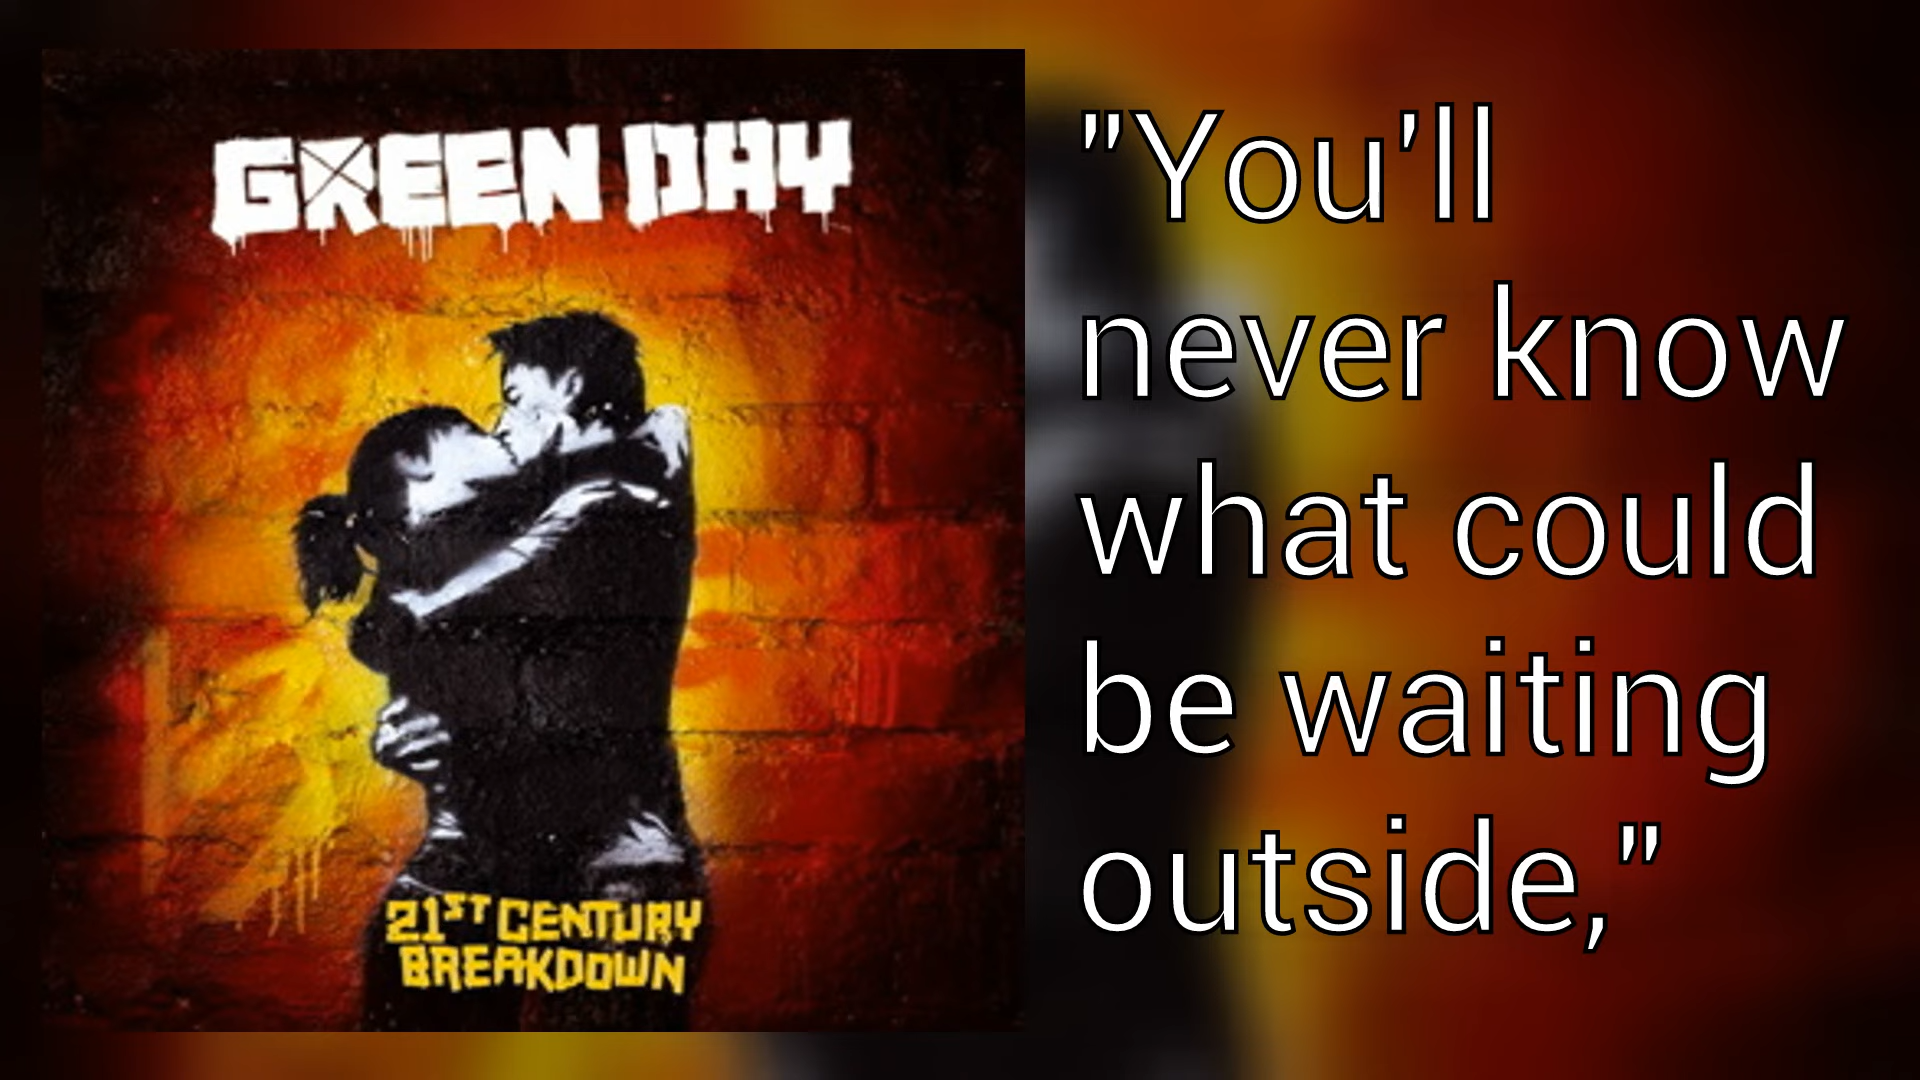 GREEN DAY
21ST CENTURY
BREAKDOWN
"You'll
never know
what could
be waiting
outside,"